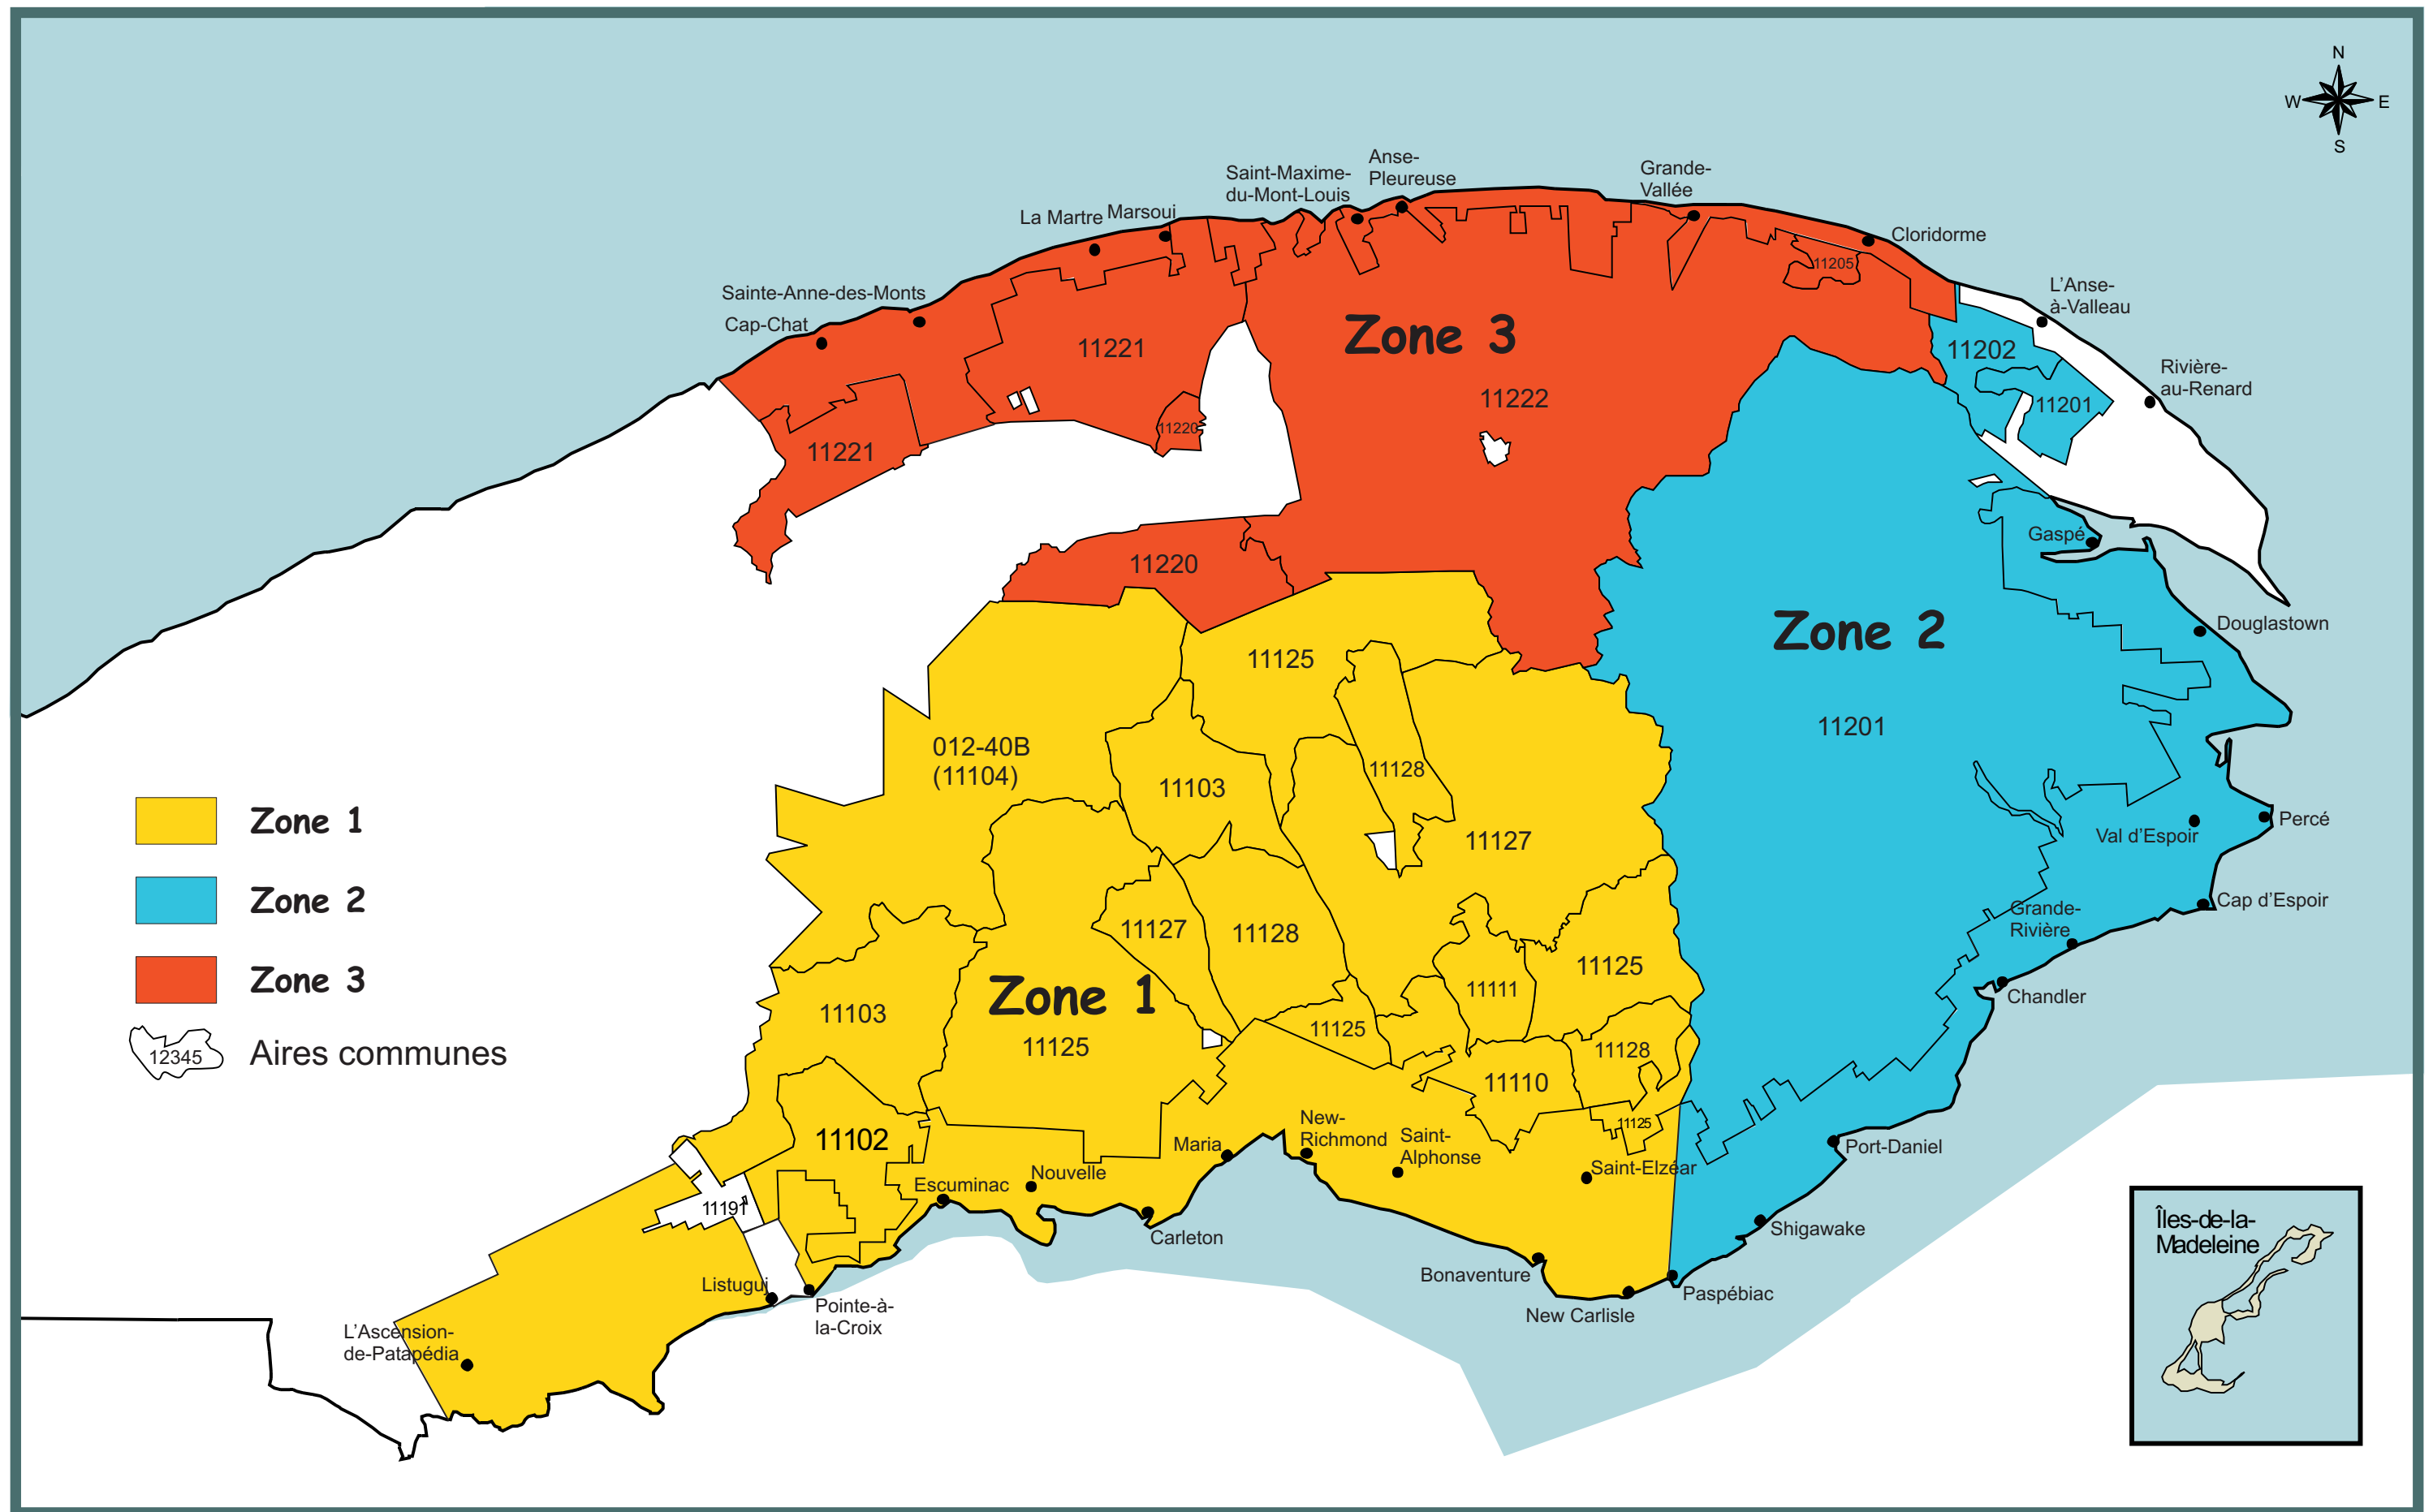 N
W
E
S
Anse-
Pleureuse
Saint-Maxime-
du-Mont-Louis
Grande-
Vallée
La Martre
Marsoui
Cloridorme
11205
Sainte-Anne-des-Monts
Cap-Chat
L'Anse-
à-Valleau
Zone 3
11221
11202
11222
Rivière-
au-Renard
11201
11220
11221
Gaspé
11220
Zone 2
Douglastown
11125
11201
012-40B
(11104)
11128
11103
Zone 1
11127
Val d'Espoir
Percé
Zone 2
Cap d'Espoir
Grande-
Rivière
11127
11128
11125
Zone 3
Zone 1
11111
Chandler
11103
11125
11125
12345
Aires communes
11128
11110
11102
New-
Richmond
11125
Saint-
Alphonse
Maria
Port-Daniel
Saint-Elzéar
Nouvelle
Escuminac
11191
Carleton
Shigawake
Îles-de-la-
Madeleine
Bonaventure
Listuguj
Paspébiac
Pointe-à-
la-Croix
New Carlisle
L'Ascension-
de-Patapédia